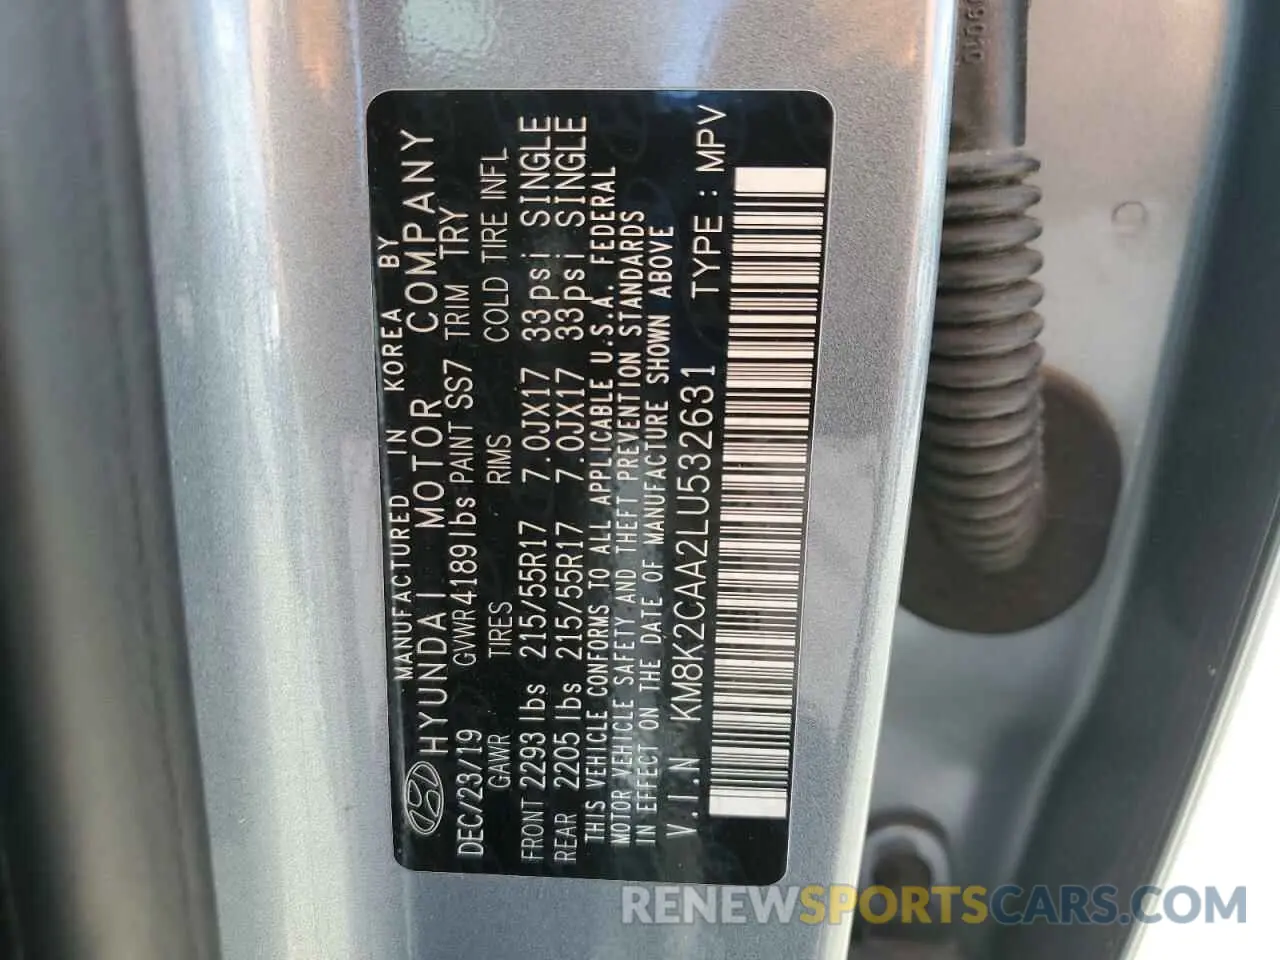 MANUFACTURED IN KOREA BY
HYUNDAI MOTOR COMPANY
DEC/23/19 GVWR4189lbs PAINT SS7 TRIM TRY
GAWR TIRES RIMS COLD TIRE INFL
FRONT 2293lbs 215/55R17 7.0JX17 33psi SINGLE
REAR 2205lbs 215/55R17 7.0JX17 33psi SINGLE
THIS VEHICLE CONFORMS TO ALL APPLICABLE U.S.A. FEDERAL
MOTOR VEHICLE SAFETY AND THEFT PREVENTION STANDARDS
IN EFFECT ON THE DATE OF MANUFACTURE SHOWN ABOVE
V.I.N KM8K2CAA2LU532631 TYPE : MPV
RENEWSPORTSCARS.COM